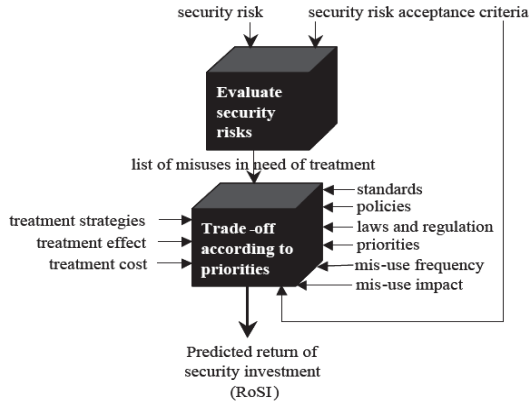 security risk
security risk acceptance criteria
Evaluate
security
risks
list of misuses in need of treatment
treatment strategies
treatment effect
treatment cost
Trade-off
according to
priorities
standards
policies
laws and regulation
priorities
mis-use frequency
mis-use impact
Predicted return of
security investment
(RoSI)